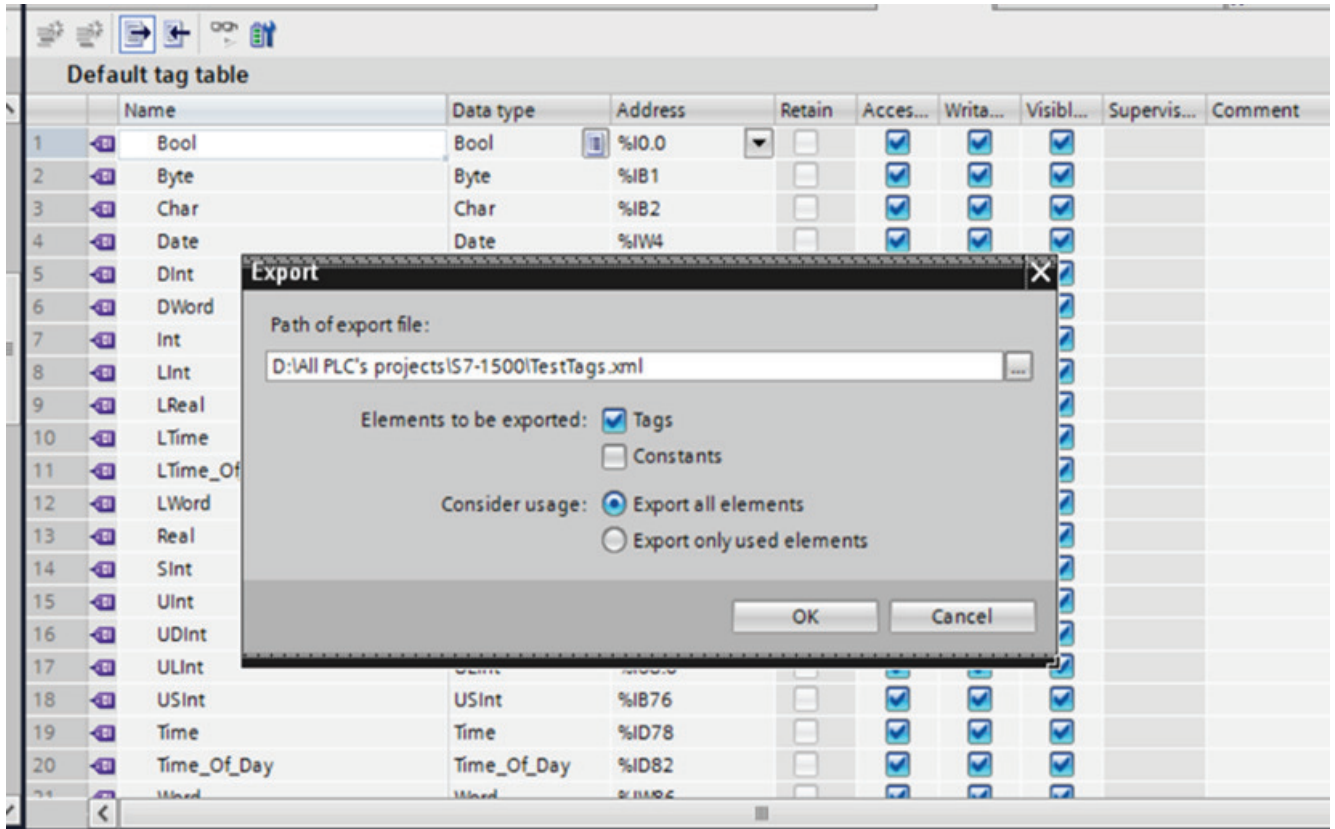 Default tag table
Name Data type Address Retain Acces... Writa... Visibl... Supervis... Comment
1 Bool Bool %I0.0
2 Byte Byte %IB1
3 Char Char %IB2
4 Date Date %IW4
5 DInt
Export
6 DWord
Path of export file:
7 Int
8 LInt
D:\All PLC's projects\S7-1500\TestTags.xml
...
9 LReal
Elements to be exported: Tags
10 LTime
Constants
11 LTime_Of
12 LWord
Consider usage: Export all elements
13 Real
Export only used elements
14 SInt
15 UInt
OK Cancel
16 UDInt
17 ULInt
18 USInt USInt %IB76
19 Time Time %ID78
20 Time_Of_Day Time_Of_Day %ID82
21 Word Word %IW86